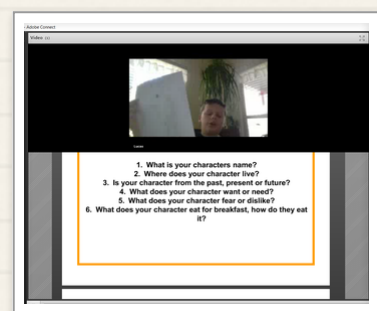 Adobe Connect
Video
1. What is your characters name?
2. Where does your character live?
3. Is your character from the past, present or future?
4. What does your character want or need?
5. What does your character fear or dislike?
6. What does your character eat for breakfast, how do they eat
it?